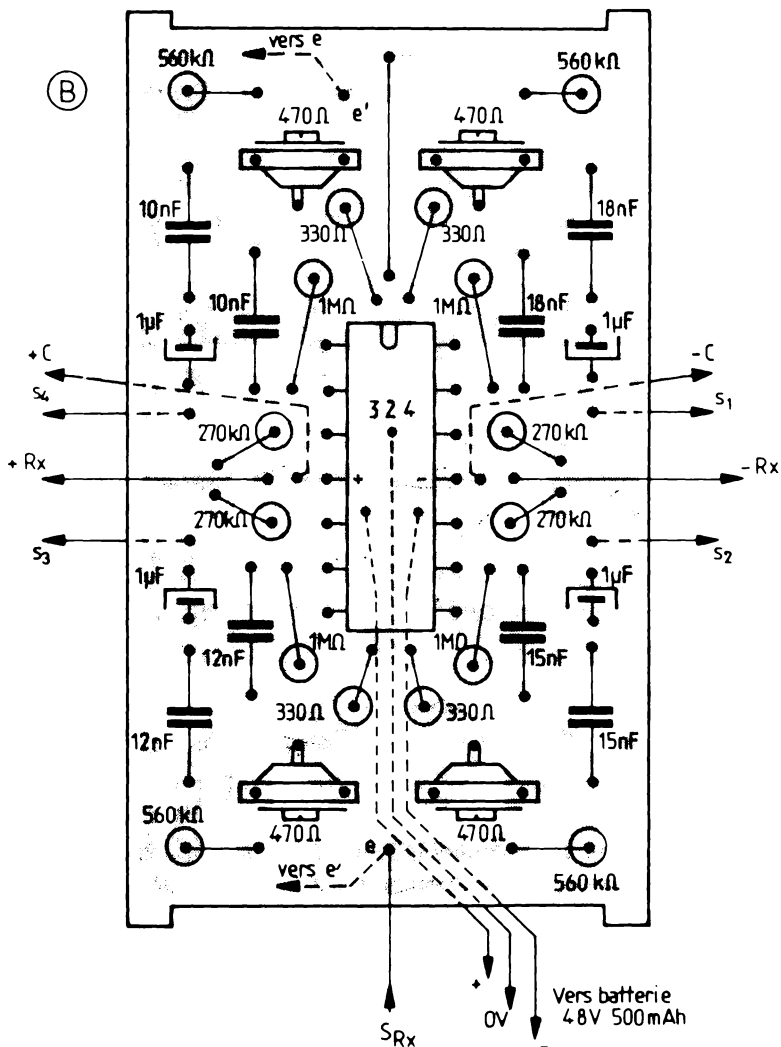 vers e
560kΩ
560kΩ
B
e'
470Ω
470Ω
10nF
18nF
330Ω
330Ω
10nF
1MΩ
1MΩ
18nF
1µF
1µF
+C
-C
S4
324
S1
270kΩ
270kΩ
+Rx
+
-
-Rx
270kΩ
270kΩ
S3
S2
1µF
1µF
12nF
1MΩ
1MΩ
15nF
330Ω
330Ω
12nF
15nF
560kΩ
470Ω
470Ω
e
vers e'
560kΩ
+
0V
Vers batterie
48V 500mAh
SRx